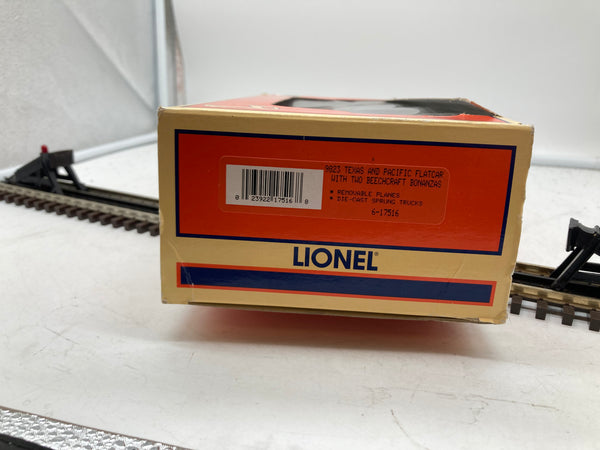 9823 TEXAS AND PACIFIC FLATCAR
WITH TWO BEECHCRAFT BONANZAS
* REMOVABLE PLANES
* DIE-CAST SPRUNG TRUCKS
6-17516
0 23922 17516 0
LIONEL®